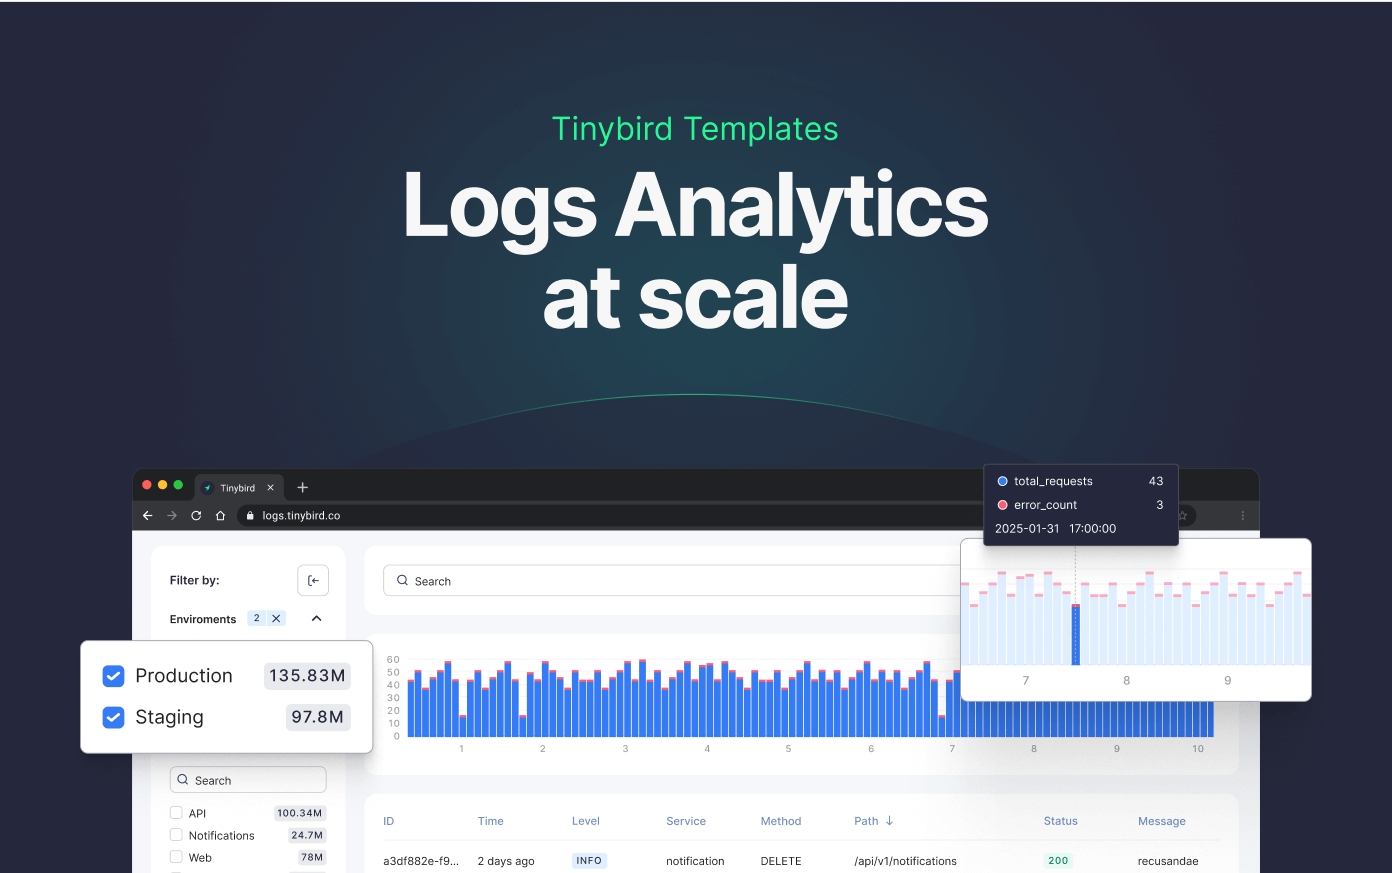 Tinybird Templates
Logs Analytics
at scale
Tinybird
logs.tinybird.co
total_requests 43
error_count 3
2025-01-31 17:00:00
Filter by:
Search
Enviroments 2
Production 135.83M
Staging 97.8M
60
50
40
30
20
10
0
1 2 3 4 5 6 7 8 9 10
7 8 9
Search
API 100.34M
Notifications 24.7M
Web 78M
ID Time Level Service Method Path Status Message
a3df882e-f9... 2 days ago INFO notification DELETE /api/v1/notifications 200 recusandae